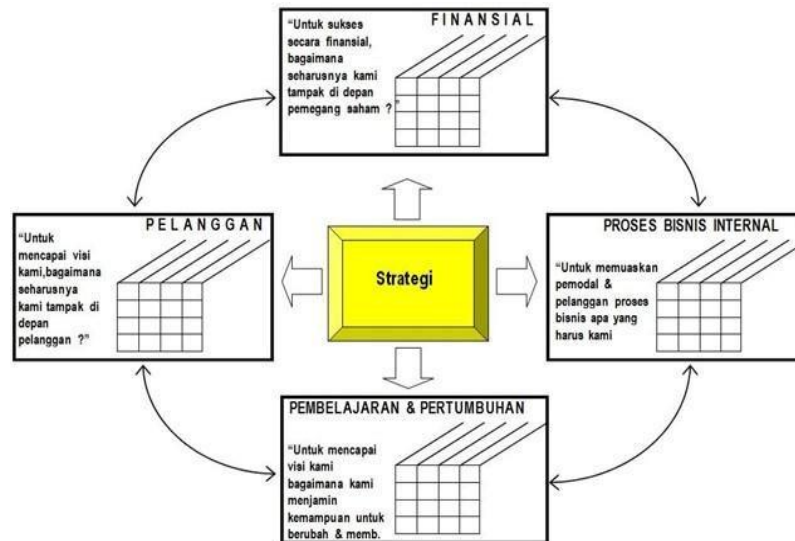 FINANSIAL
“Untuk sukses
secara finansial,
bagaimana
seharusnya kami
tampak di depan
pemegang saham ?”
PELANGGAN
“Untuk
mencapai visi
kami,bagaimana
seharusnya
kami tampak di
depan
pelanggan ?”
Strategi
PROSES BISNIS INTERNAL
“Untuk memuaskan
pemodal &
pelanggan proses
bisnis apa yang
harus kami
PEMBELAJARAN & PERTUMBUHAN
“Untuk mencapai
visi kami
bagaimana kami
menjamin
kemampuan untuk
berubah & memb.